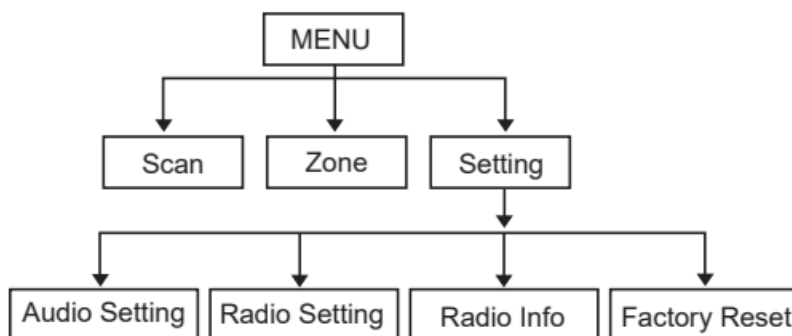 MENU
Scan
Zone
Setting
Audio Setting
Radio Setting
Radio Info
Factory Reset